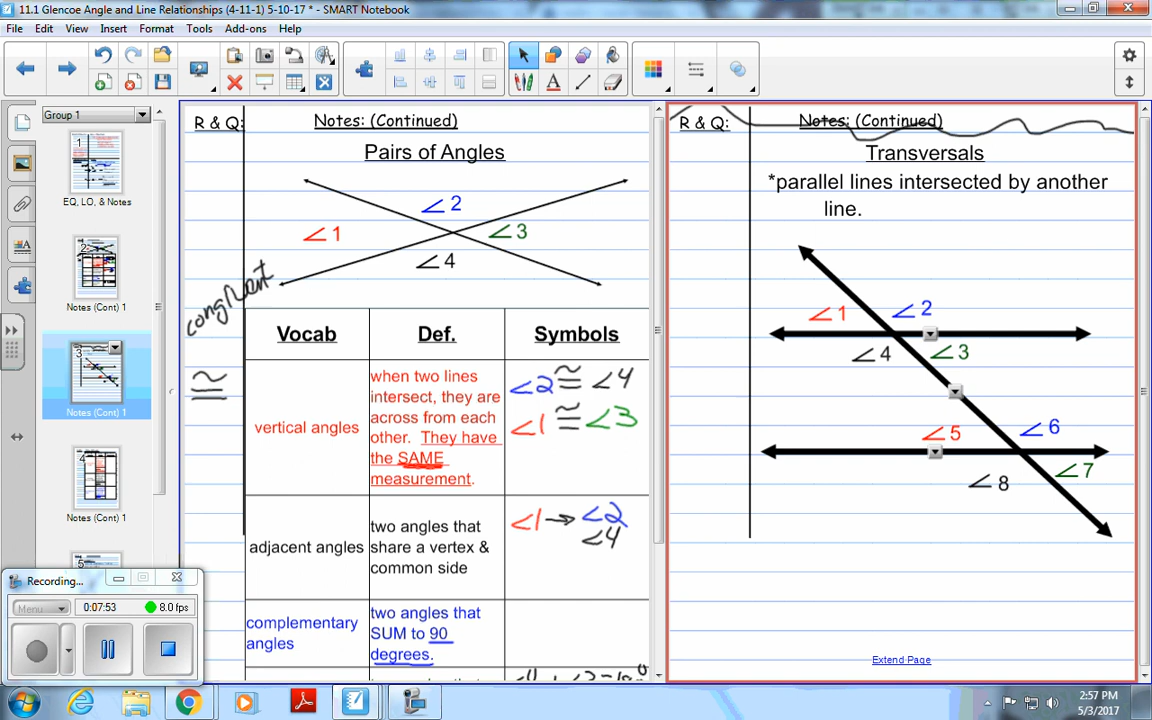 11.1 Glencoe Angle and Line Relationships (4-11-1) 5-10-17 * - SMART Notebook
File Edit View Insert Format Tools Add-ons Help
Group 1
1
EQ, LO, & Notes
2
Notes (Cont) 1
3
Notes (Cont) 1
4
Notes (Cont) 1
5
R & Q:
Notes: (Continued)
Pairs of Angles
∠2
∠1
∠3
∠4
congruent
≅
Vocab Def. Symbols
vertical angles
when two lines
intersect, they are
across from each
other. They have
the SAME
measurement.
∠2 ≅ ∠4
∠1 ≅ ∠3
adjacent angles
two angles that
share a vertex &
common side
∠1 → ∠2
∠4
complementary
angles
two angles that
SUM to 90
degrees.
R & Q:
Notes: (Continued)
Transversals
*parallel lines intersected by another
line.
∠1
∠2
∠4
∠3
∠5
∠6
∠7
∠8
Extend Page
Recording...
Menu
0:07:53
8.0 fps
2:57 PM
5/3/2017